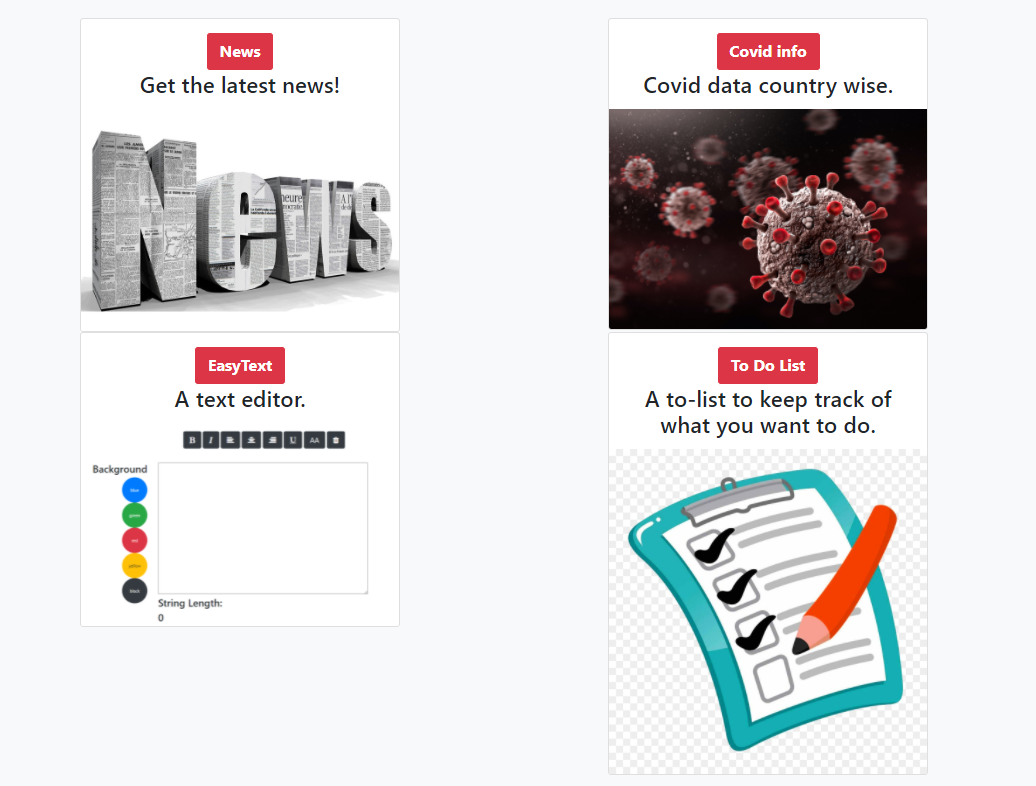 News
Get the latest news!
News
Covid info
Covid data country wise.
EasyText
A text editor.
B I U AA
Background
blue
green
red
yellow
black
String Length:
0
To Do List
A to-list to keep track of
what you want to do.